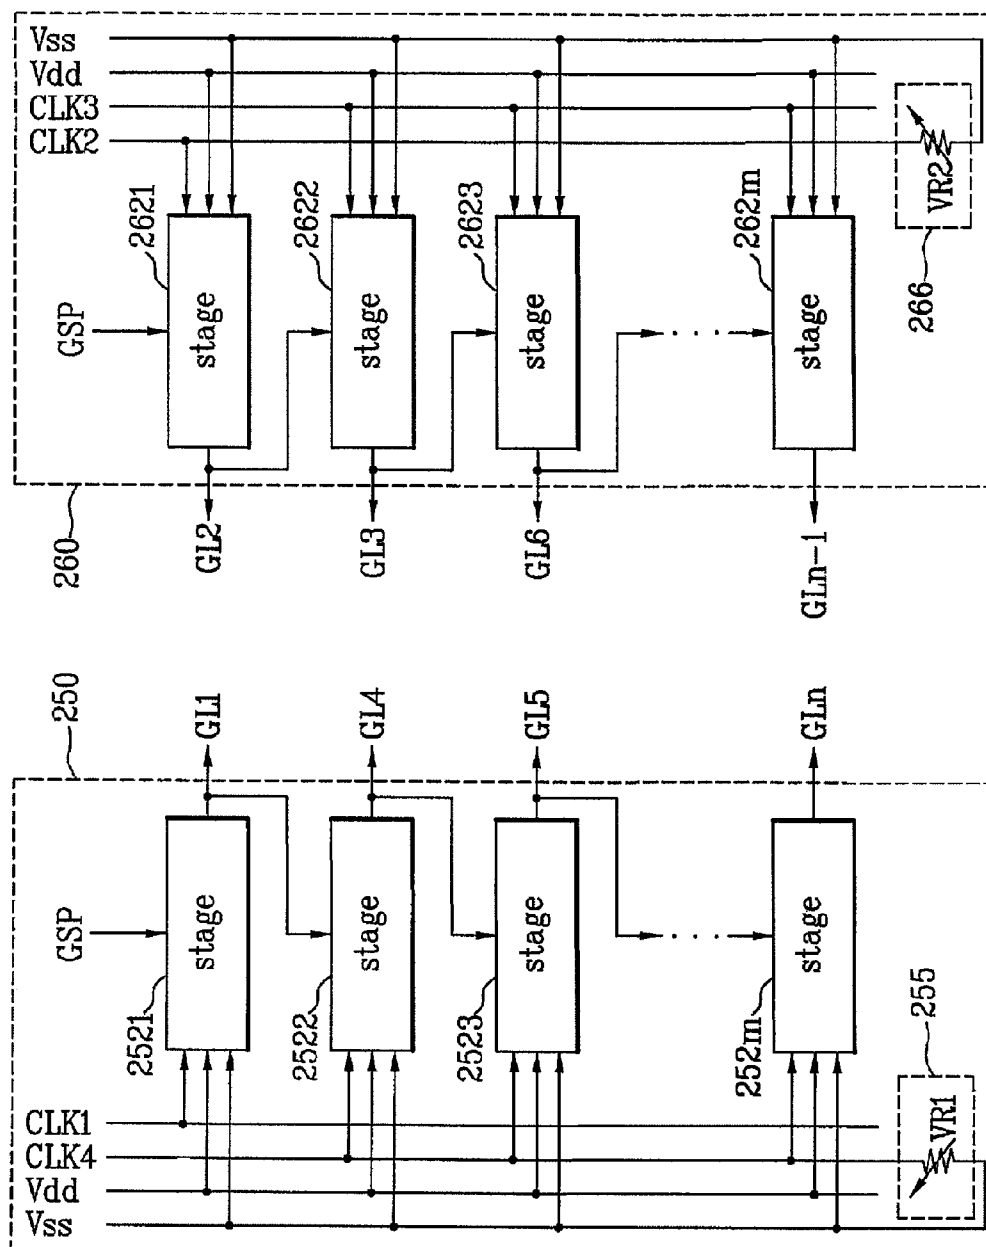 Vss
Vdd
CLK3
CLK2
VR2
266
2621
2622
2623
262m
GSP
stage
stage
stage
stage
260
GL2
GL3
GL6
GLn-1
250
GL1
GL4
GL5
GLn
GSP
stage
stage
stage
stage
2521
2522
2523
252m
255
VR1
CLK1
CLK4
Vdd
Vss